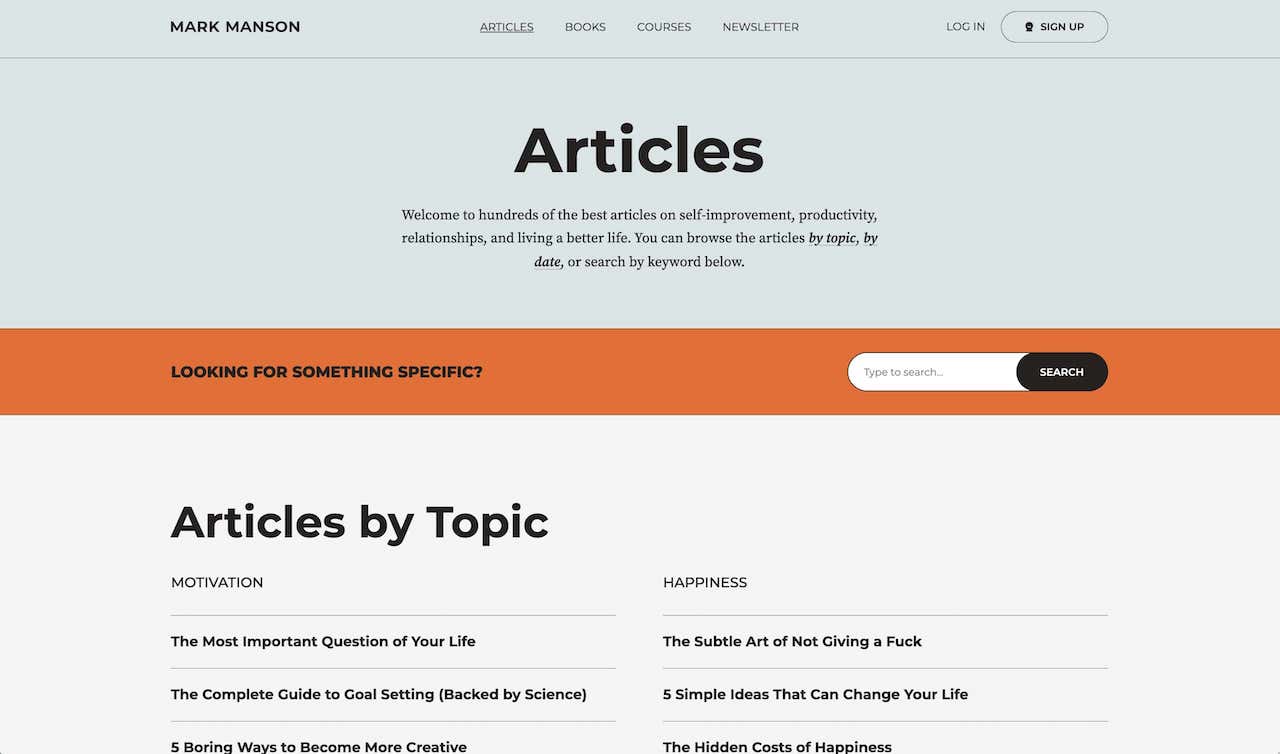 MARK MANSON
ARTICLES
BOOKS
COURSES
NEWSLETTER
LOG IN
SIGN UP
Articles
Welcome to hundreds of the best articles on self-improvement, productivity,
relationships, and living a better life. You can browse the articles by topic, by
date, or search by keyword below.
LOOKING FOR SOMETHING SPECIFIC?
Type to search...
SEARCH
Articles by Topic
MOTIVATION
The Most Important Question of Your Life
The Complete Guide to Goal Setting (Backed by Science)
5 Boring Ways to Become More Creative
HAPPINESS
The Subtle Art of Not Giving a Fuck
5 Simple Ideas That Can Change Your Life
The Hidden Costs of Happiness